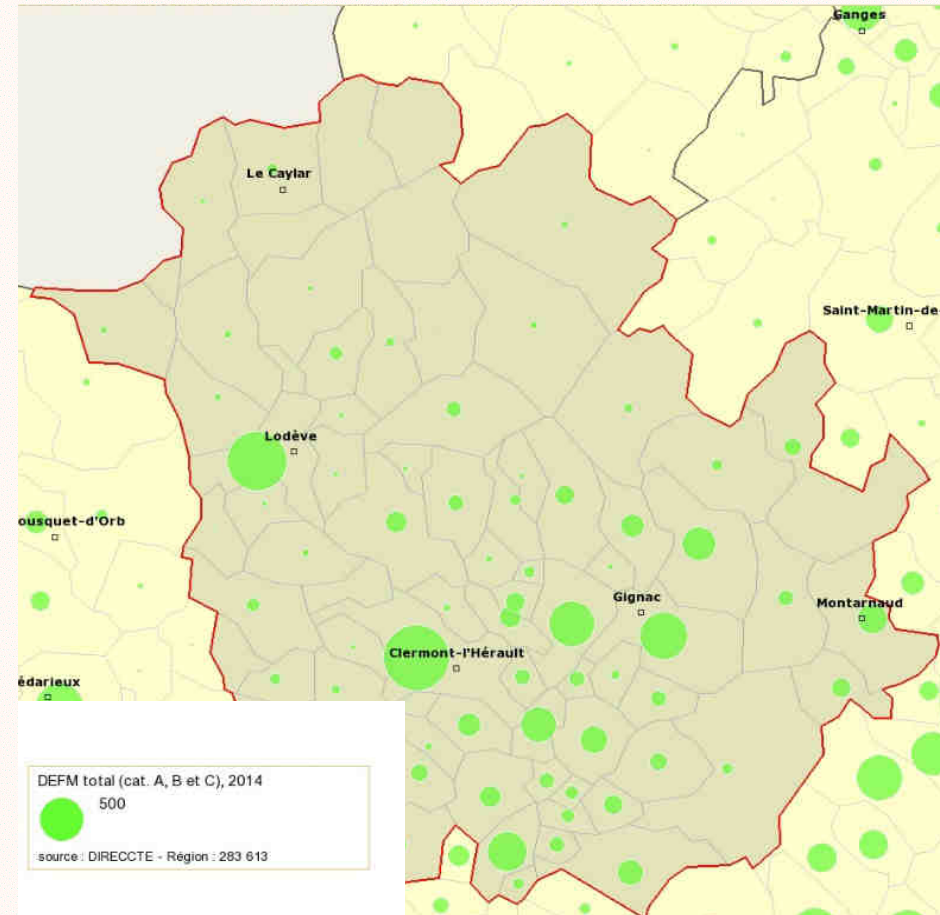 Ganges
Le Caylar
Saint-Martin-de-
Lodève
ousquet-d'Orb
Gignac
Montarnaud
Clermont-l'Hérault
édarieux
DEFM total (cat. A, B et C), 2014
500
source : DIRECCTE - Région : 283 613